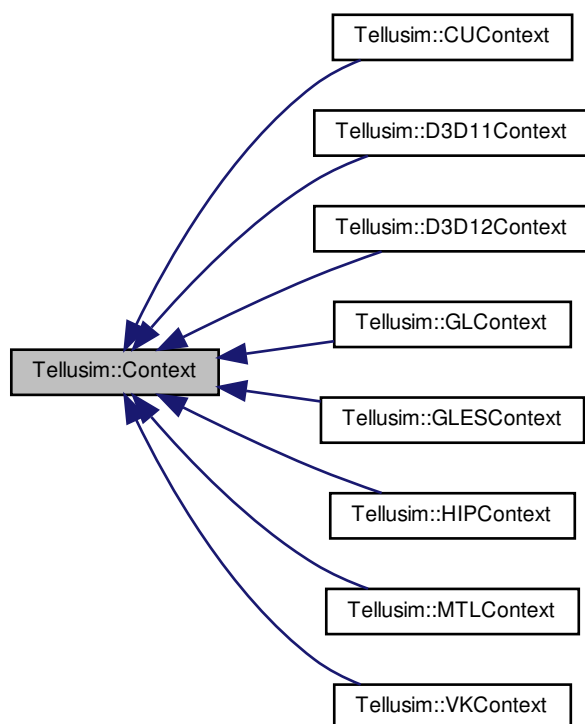 Tellusim::CUContext
Tellusim::D3D11Context
Tellusim::D3D12Context
Tellusim::GLContext
Tellusim::Context
Tellusim::GLESContext
Tellusim::HIPContext
Tellusim::MTLContext
Tellusim::VKContext